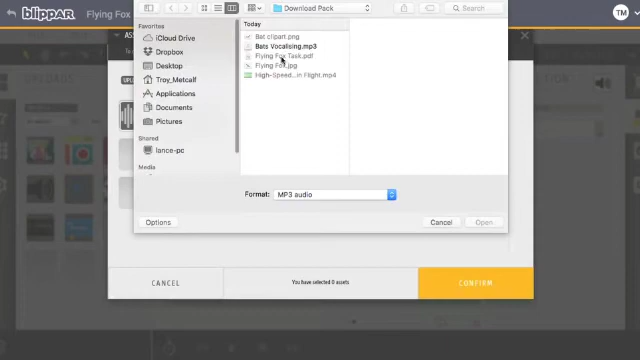 Download Pack
Search
blippar
Flying Fox
TM
Favorites
iCloud Drive
Dropbox
Desktop
Troy_Metcalf
Applications
Documents
Pictures
Shared
lance-pc
Media
Today
Bat clipart.png
Bats Vocalising.mp3
Flying Fox Task.pdf
Flying Fox.jpg
High-Speed...in Flight.mp4
Format: MP3 audio
Options
Cancel
Open
CANCEL
You have selected 0 assets
CONFIRM